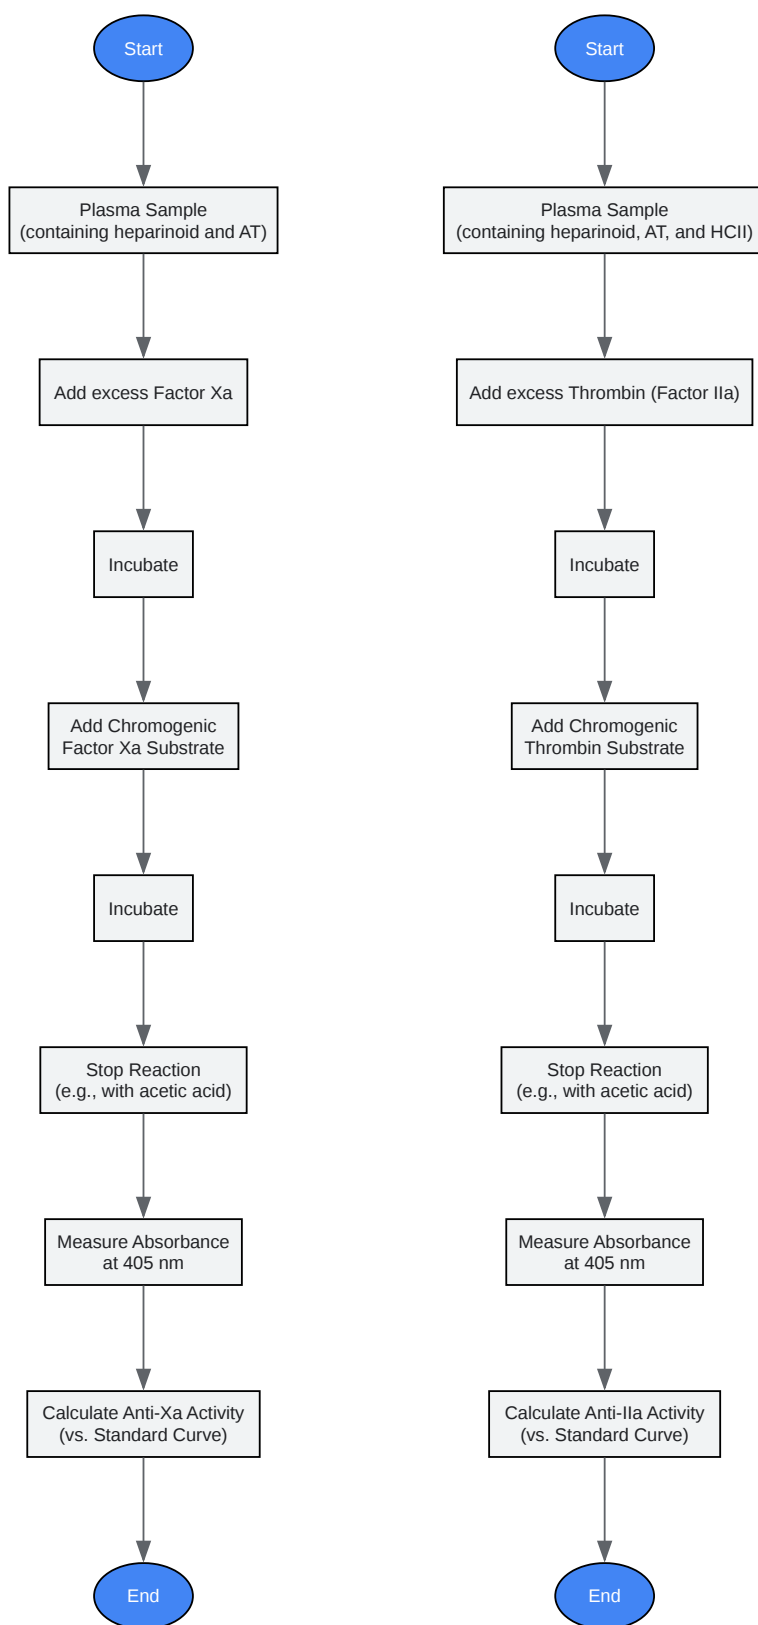 Start
Plasma Sample
(containing heparinoid and AT)
Add excess Factor Xa
Incubate
Add Chromogenic
Factor Xa Substrate
Incubate
Stop Reaction
(e.g., with acetic acid)
Measure Absorbance
at 405 nm
Calculate Anti-Xa Activity
(vs. Standard Curve)
End
Start
Plasma Sample
(containing heparinoid, AT, and HCII)
Add excess Thrombin (Factor IIa)
Incubate
Add Chromogenic
Thrombin Substrate
Incubate
Stop Reaction
(e.g., with acetic acid)
Measure Absorbance
at 405 nm
Calculate Anti-IIa Activity
(vs. Standard Curve)
End